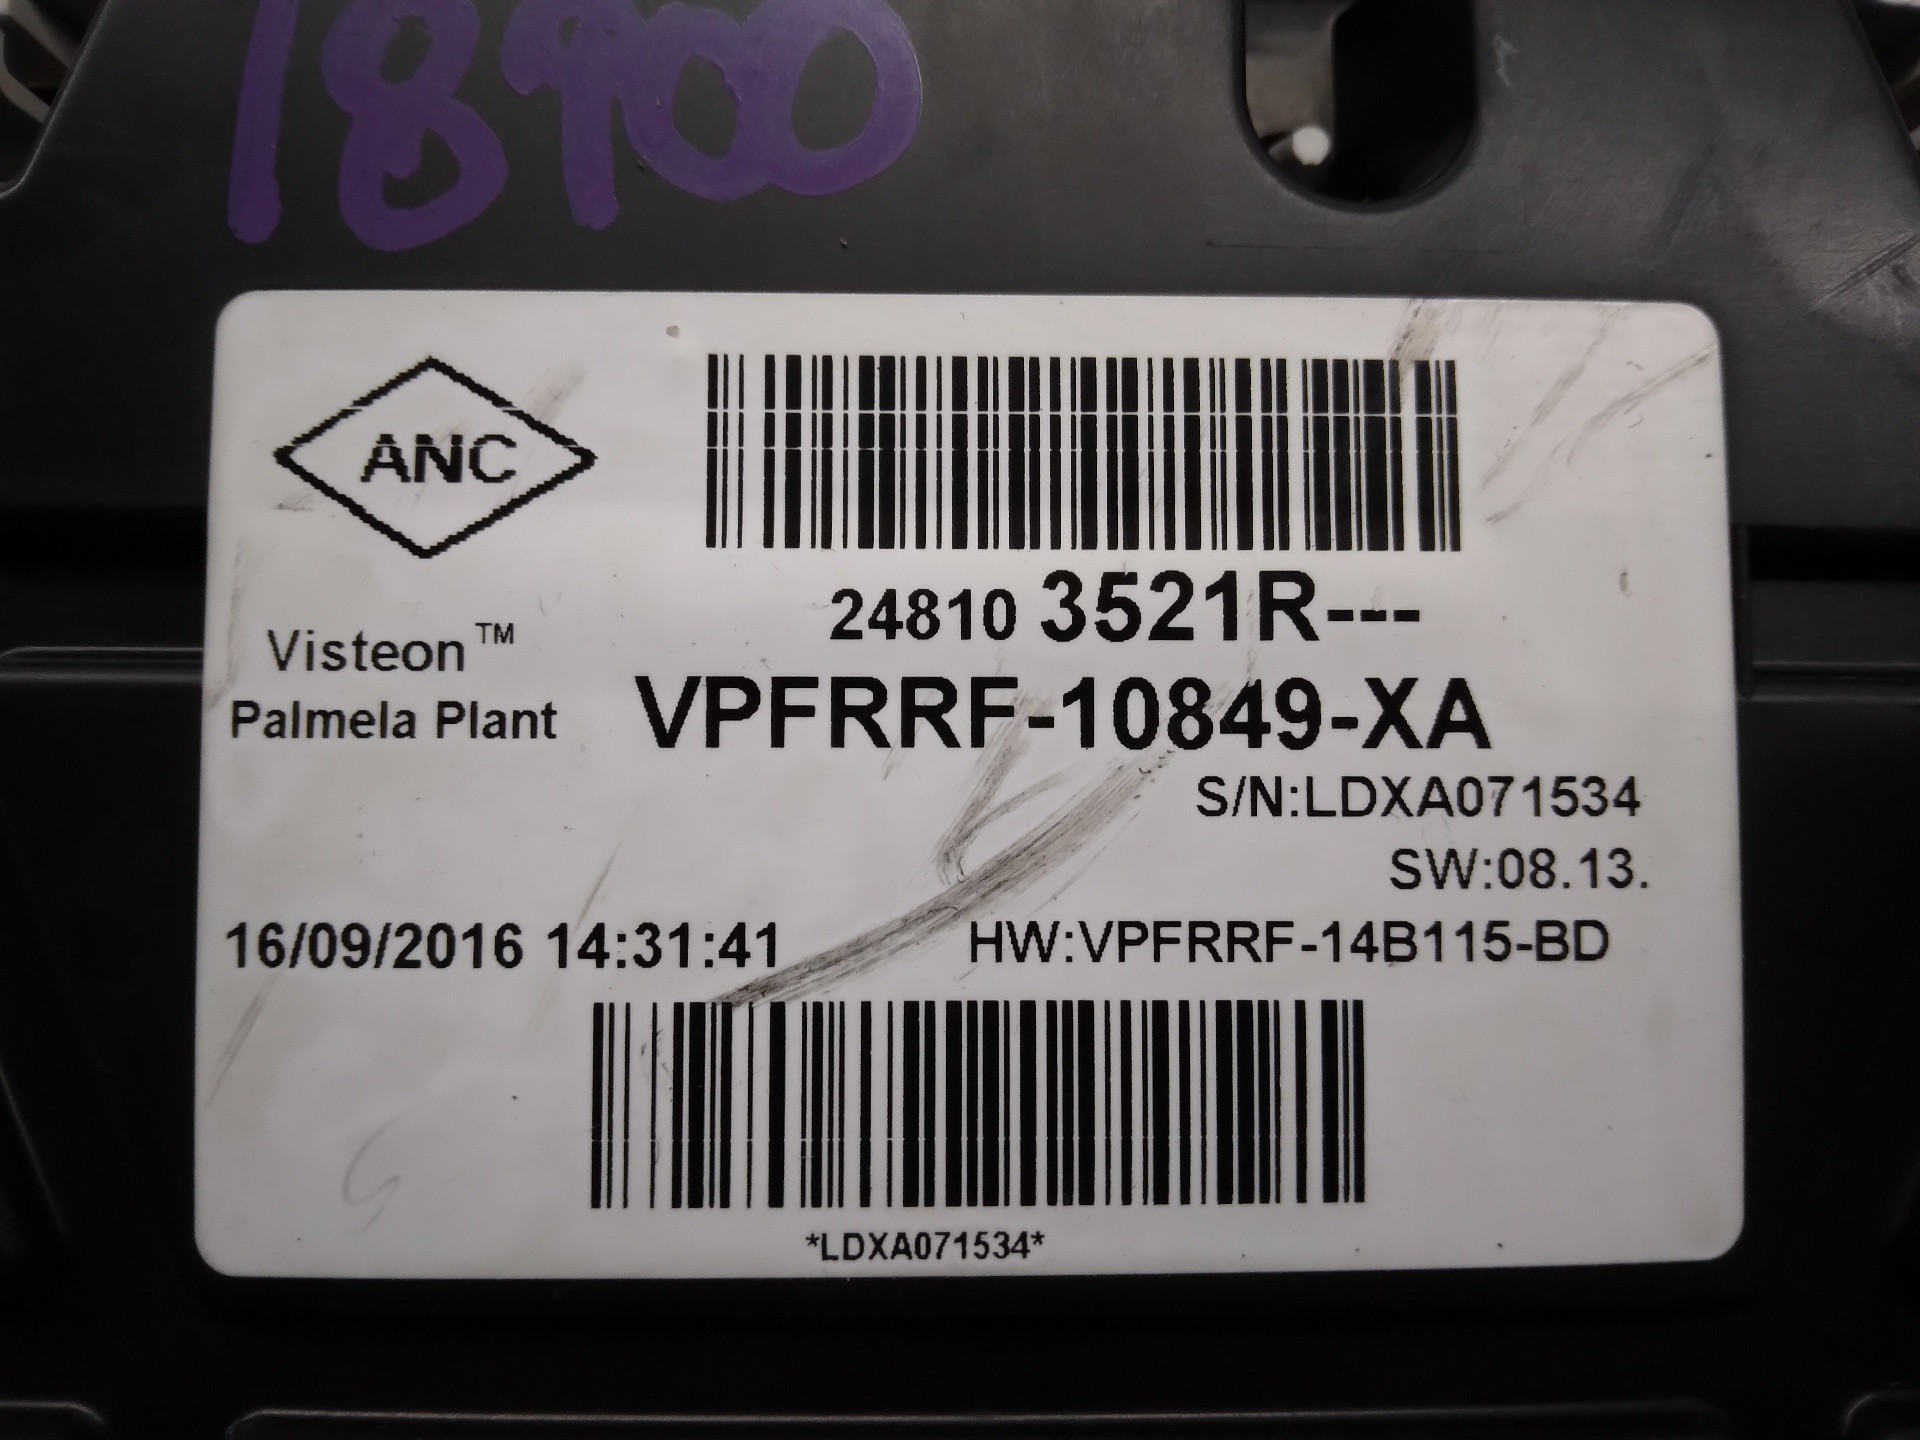 18900
ANC
24810 3521R---
Visteon™
Palmela Plant
VPFRRF-10849-XA
S/N:LDXA071534
SW:08.13.
16/09/2016 14:31:41
HW:VPFRRF-14B115-BD
*LDXA071534*